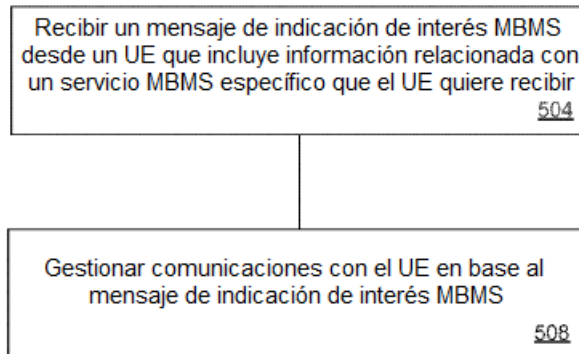 Recibir un mensaje de indicación de interés MBMS
desde un UE que incluye información relacionada con
un servicio MBMS específico que el UE quiere recibir
504
Gestionar comunicaciones con el UE en base al
mensaje de indicación de interés MBMS
508